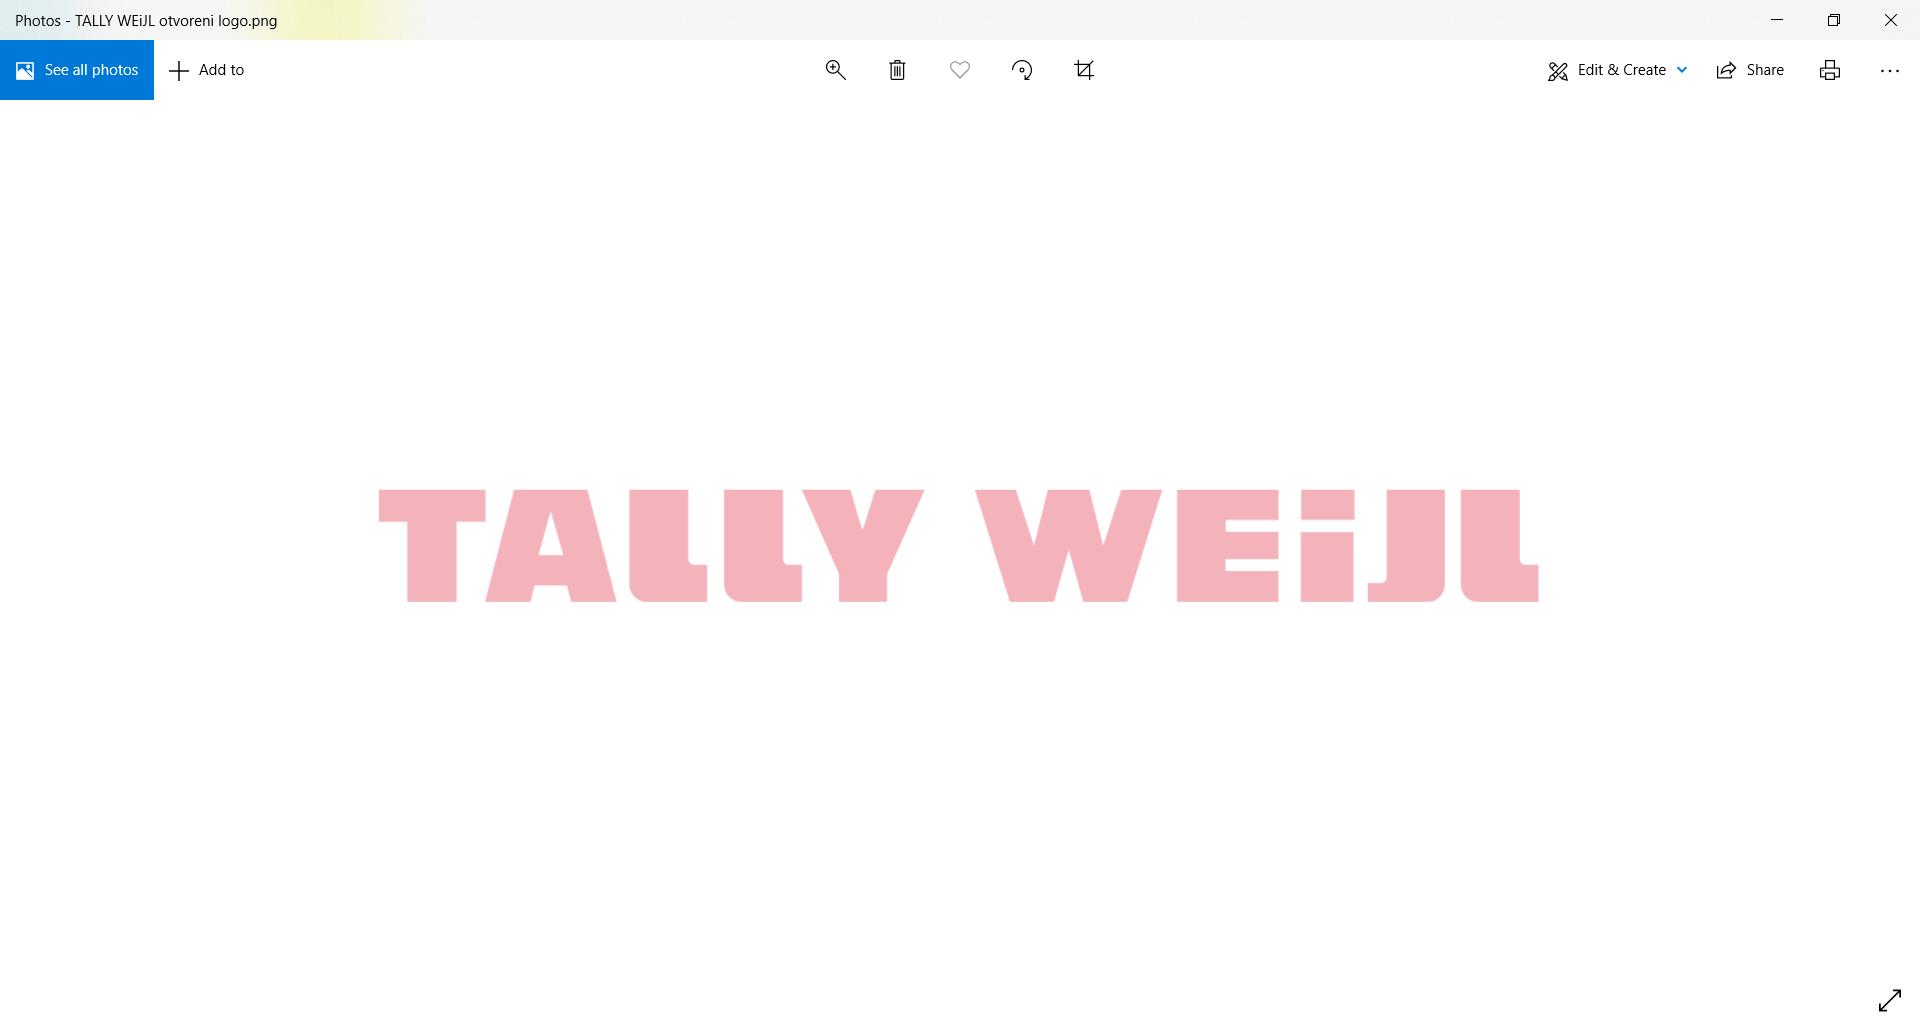 Photos - TALLY WEiJL otvoreni logo.png
See all photos
Add to
Edit & Create
Share
TALLY WEiJL